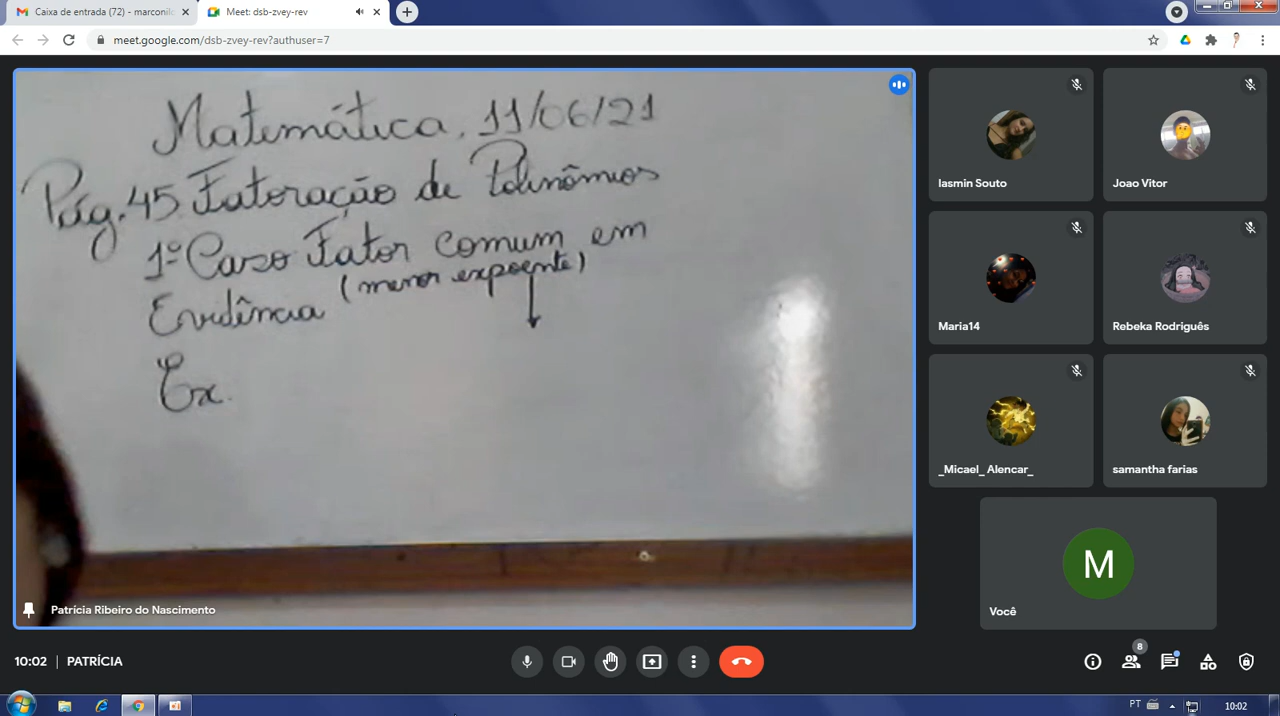 Caixa de entrada (72) - marconilo
Meet: dsb-zvey-rev
meet.google.com/dsb-zvey-rev?authuser=7
Matemática, 11/06/21
Pág. 45 Fatoração de Polinômios
1º Caso Fator comum em
Evidência (menor expoente)
Ex.
Patrícia Ribeiro do Nascimento
Iasmin Souto
Joao Vitor
Maria14
Rebeka Rodriguês
_Micael_ Alencar_
samantha farias
M
Você
10:02 | PATRÍCIA
8
PT
10:02